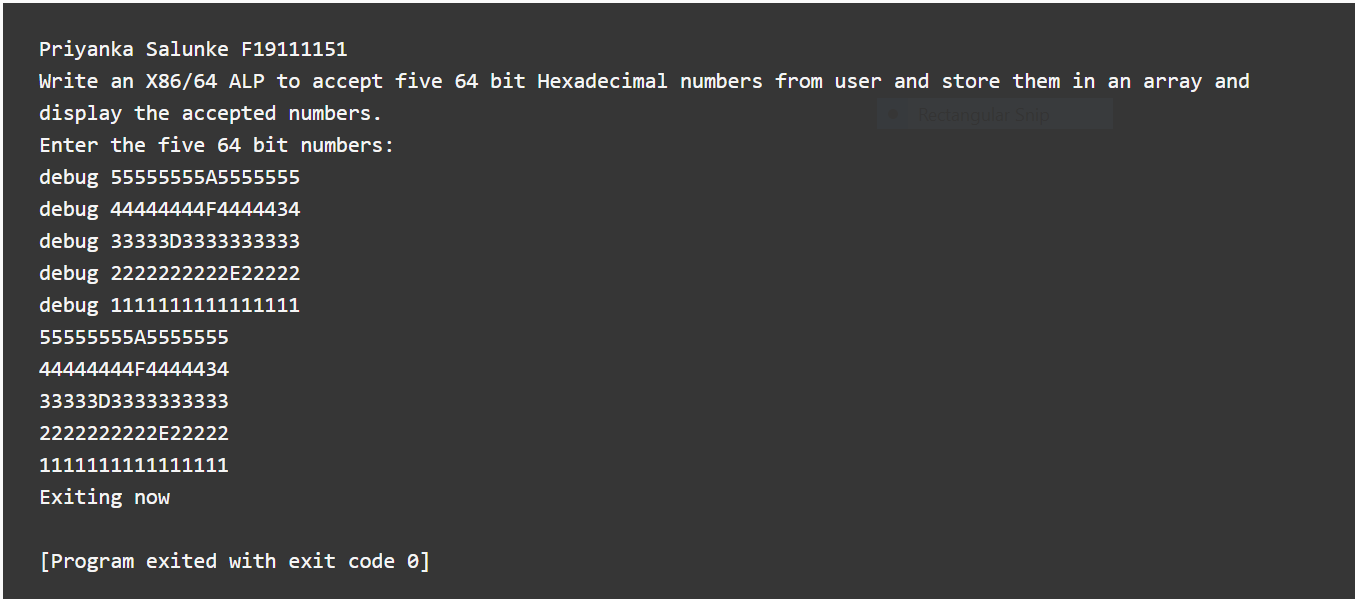 Priyanka Salunke F19111151
Write an X86/64 ALP to accept five 64 bit Hexadecimal numbers from user and store them in an array and
display the accepted numbers.
Rectangular Snip
Enter the five 64 bit numbers:
debug 55555555A5555555
debug 44444444F4444434
debug 33333D3333333333
debug 2222222222E22222
debug 1111111111111111
55555555A5555555
44444444F4444434
33333D3333333333
2222222222E22222
1111111111111111
Exiting now
[Program exited with exit code 0]